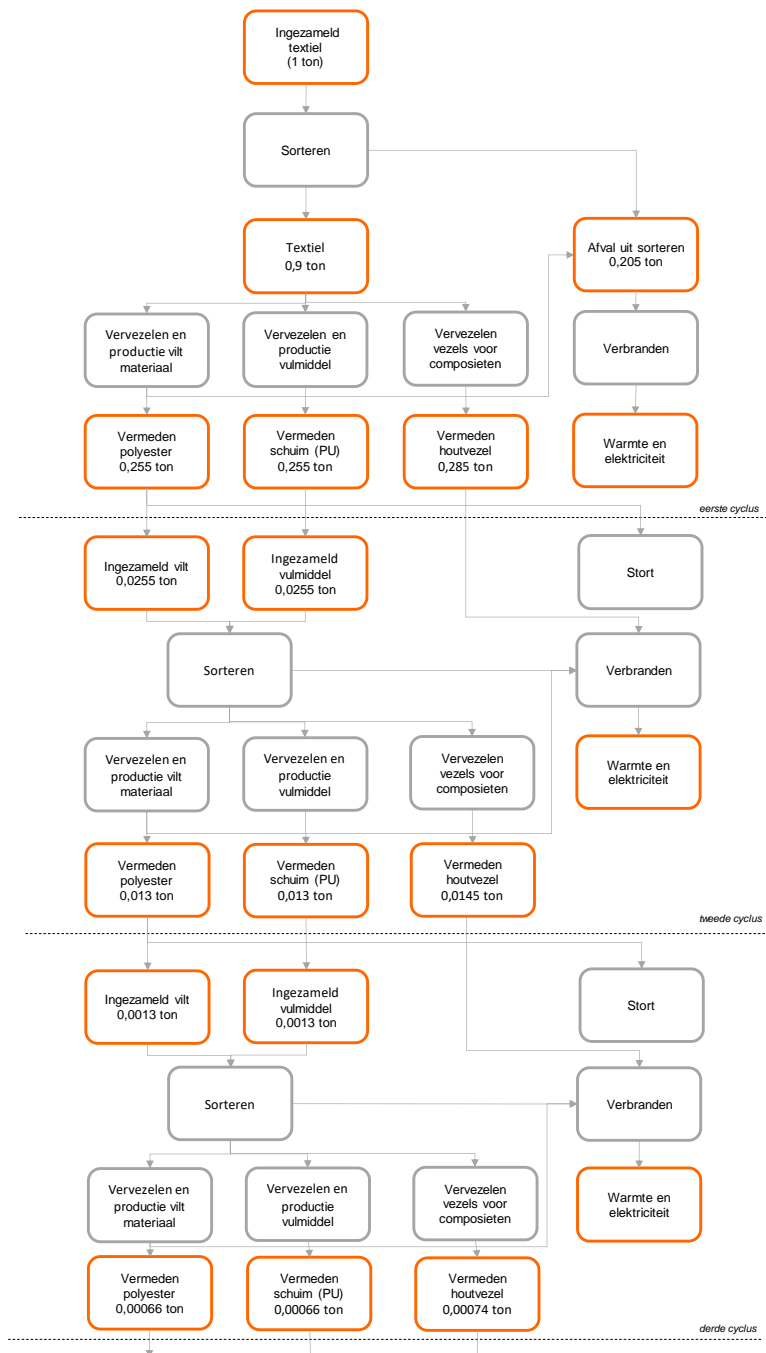 Ingezameld
textiel
(1 ton)
Sorteren
Textiel
0,9 ton
Afval uit sorteren
0,205 ton
Vervezelen en
productie vilt
materiaal
Vervezelen en
productie
vulmiddel
Vervezelen
vezels voor
composieten
Verbranden
Vermeden
polyester
0,255 ton
Vermeden
schuim (PU)
0,255 ton
Vermeden
houtvezel
0,285 ton
Warmte en
elektriciteit
eerste cyclus
Ingezameld vilt
0,0255 ton
Ingezameld
vulmiddel
0,0255 ton
Stort
Sorteren
Verbranden
Vervezelen en
productie vilt
materiaal
Vervezelen en
productie
vulmiddel
Vervezelen
vezels voor
composieten
Warmte en
elektriciteit
Vermeden
polyester
0,013 ton
Vermeden
schuim (PU)
0,013 ton
Vermeden
houtvezel
0,0145 ton
tweede cyclus
Ingezameld vilt
0,0013 ton
Ingezameld
vulmiddel
0,0013 ton
Stort
Sorteren
Verbranden
Vervezelen en
productie vilt
materiaal
Vervezelen en
productie
vulmiddel
Vervezelen
vezels voor
composieten
Warmte en
elektriciteit
Vermeden
polyester
0,00066 ton
Vermeden
schuim (PU)
0,00066 ton
Vermeden
houtvezel
0,00074 ton
derde cyclus